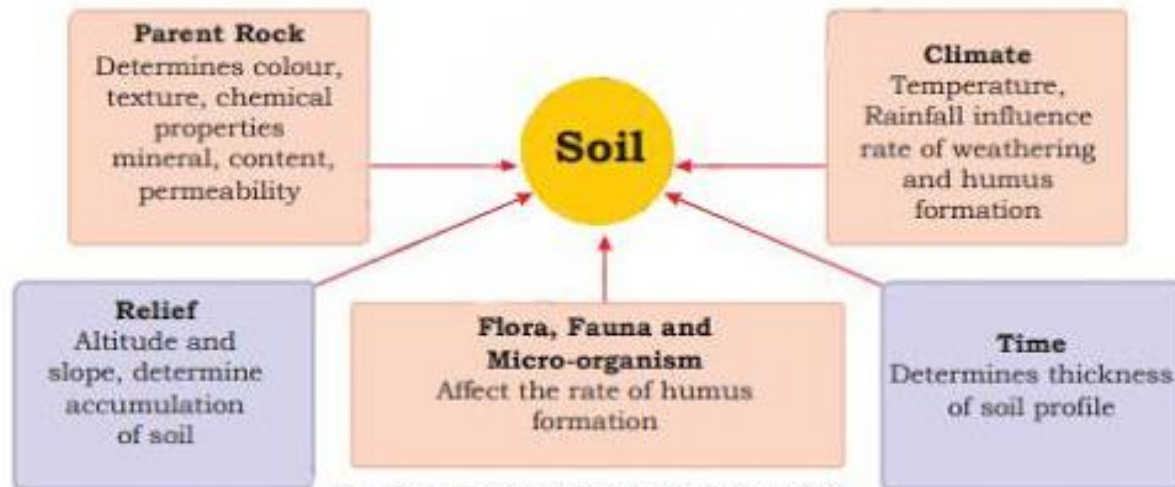 Parent Rock
Determines colour,
texture, chemical
properties
mineral, content,
permeability
Soil
Climate
Temperature,
Rainfall influence
rate of weathering
and humus
formation
Relief
Altitude and
slope, determine
accumulation
of soil
Flora, Fauna and
Micro-organism
Affect the rate of humus
formation
Time
Determines thickness
of soil profile